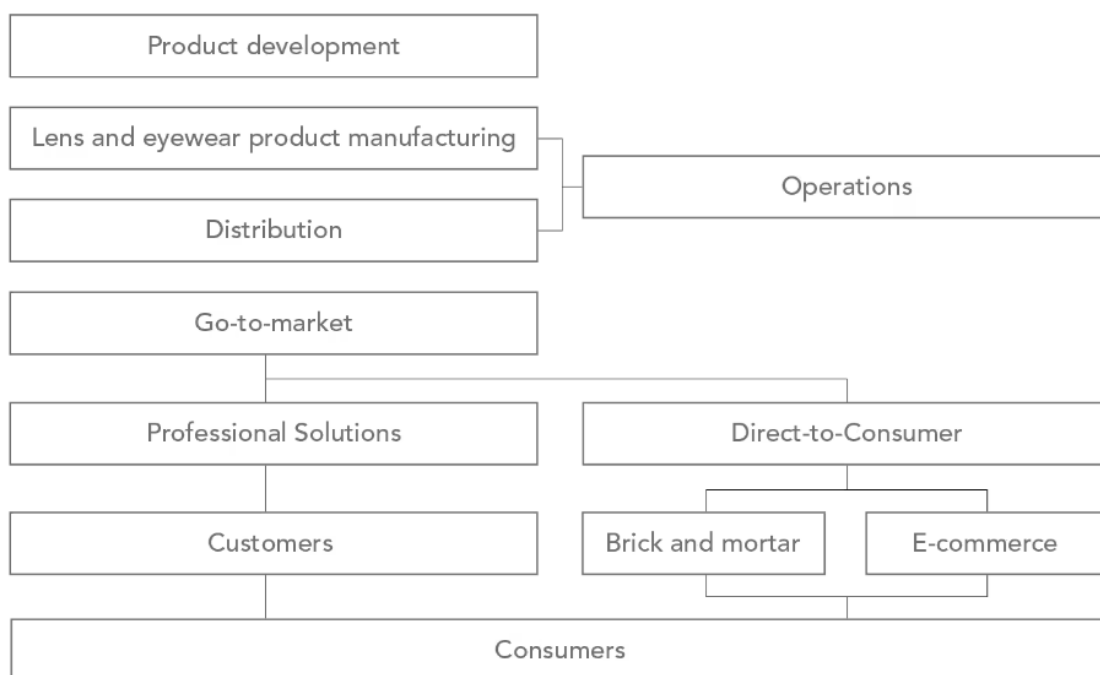 Product development
Lens and eyewear product manufacturing
Operations
Distribution
Go-to-market
Professional Solutions
Direct-to-Consumer
Customers
Brick and mortar
E-commerce
Consumers